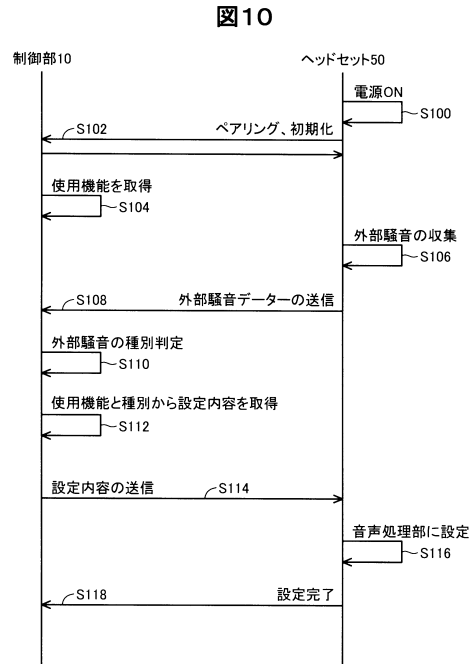 図10
制御部10
ヘッドセット50
電源ON
S100
S102
ペアリング、初期化
使用機能を取得
S104
外部騒音の収集
S106
S108
外部騒音データーの送信
外部騒音の種別判定
S110
使用機能と種別から設定内容を取得
S112
設定内容の送信
S114
音声処理部に設定
S116
S118
設定完了